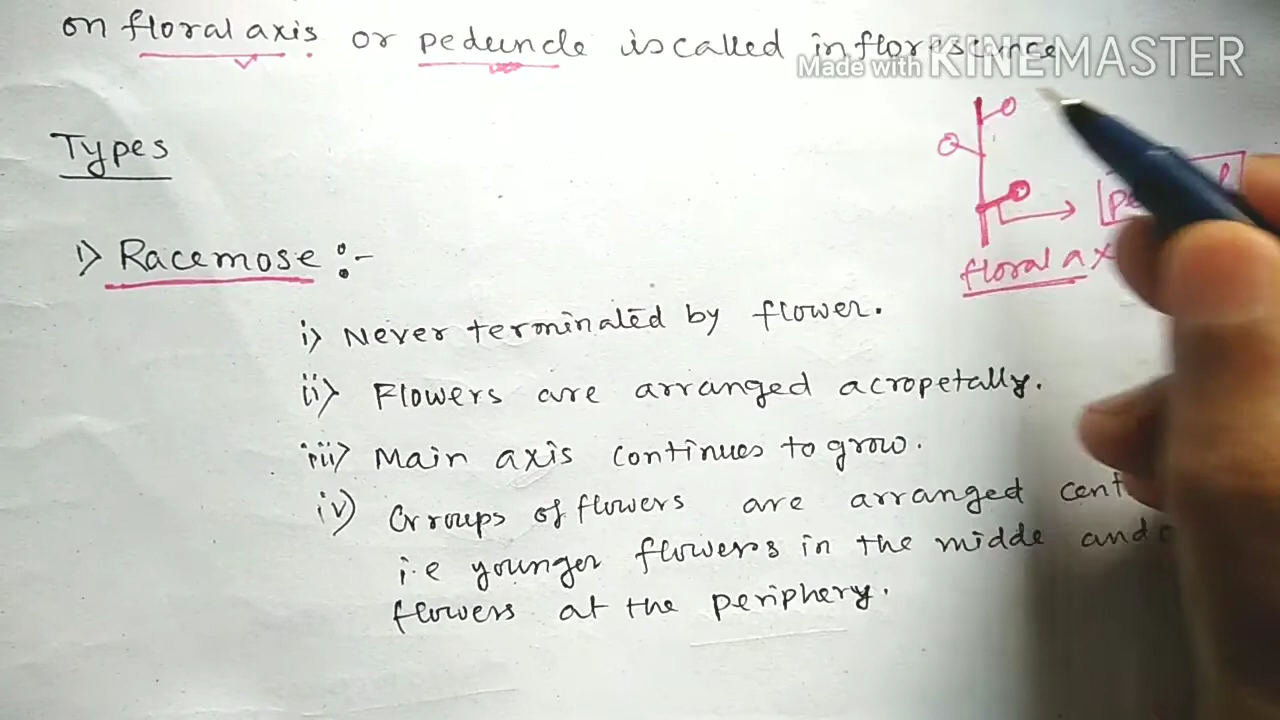 on floral axis or peduncle is called inflorescence
Made with KINEMASTER
Types
floral ax
1) Racemose :-
i) Never terminated by flower.
ii) Flowers are arranged acropetally.
iii) Main axis continues to grow.
iv) Groups of flowers are arranged
i.e younger flowers in the midde and
flowers at the periphery.